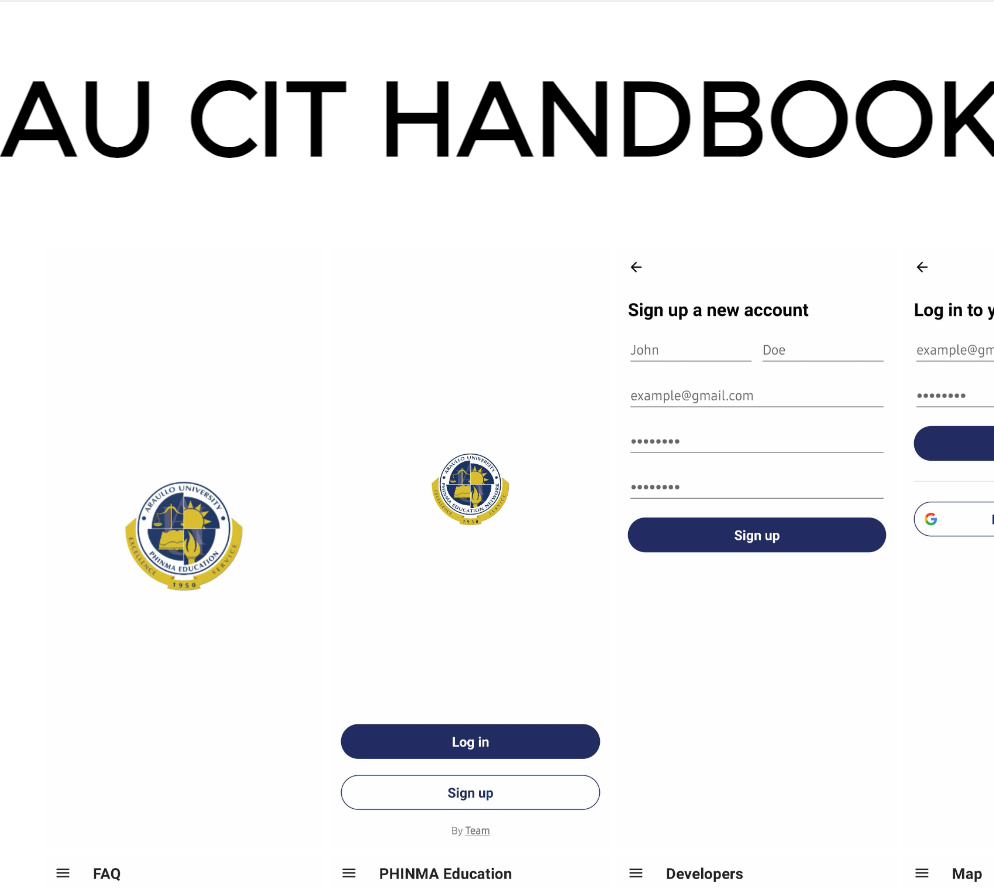 AU CIT HANDBOOK
ARAULLO UNIVERSITY
PHINMA EDUCATION
EXCELLENCE
SERVICE
1950
ARAULLO UNIVERSITY
PHINMA EDUCATION NETWORK
EXCELLENCE
SERVICE
1950
Log in
Sign up
By Team
Sign up a new account
John Doe
example@gmail.com
••••••••
••••••••
Sign up
Log in to y
example@gm
••••••••
FAQ
PHINMA Education
Developers
Map